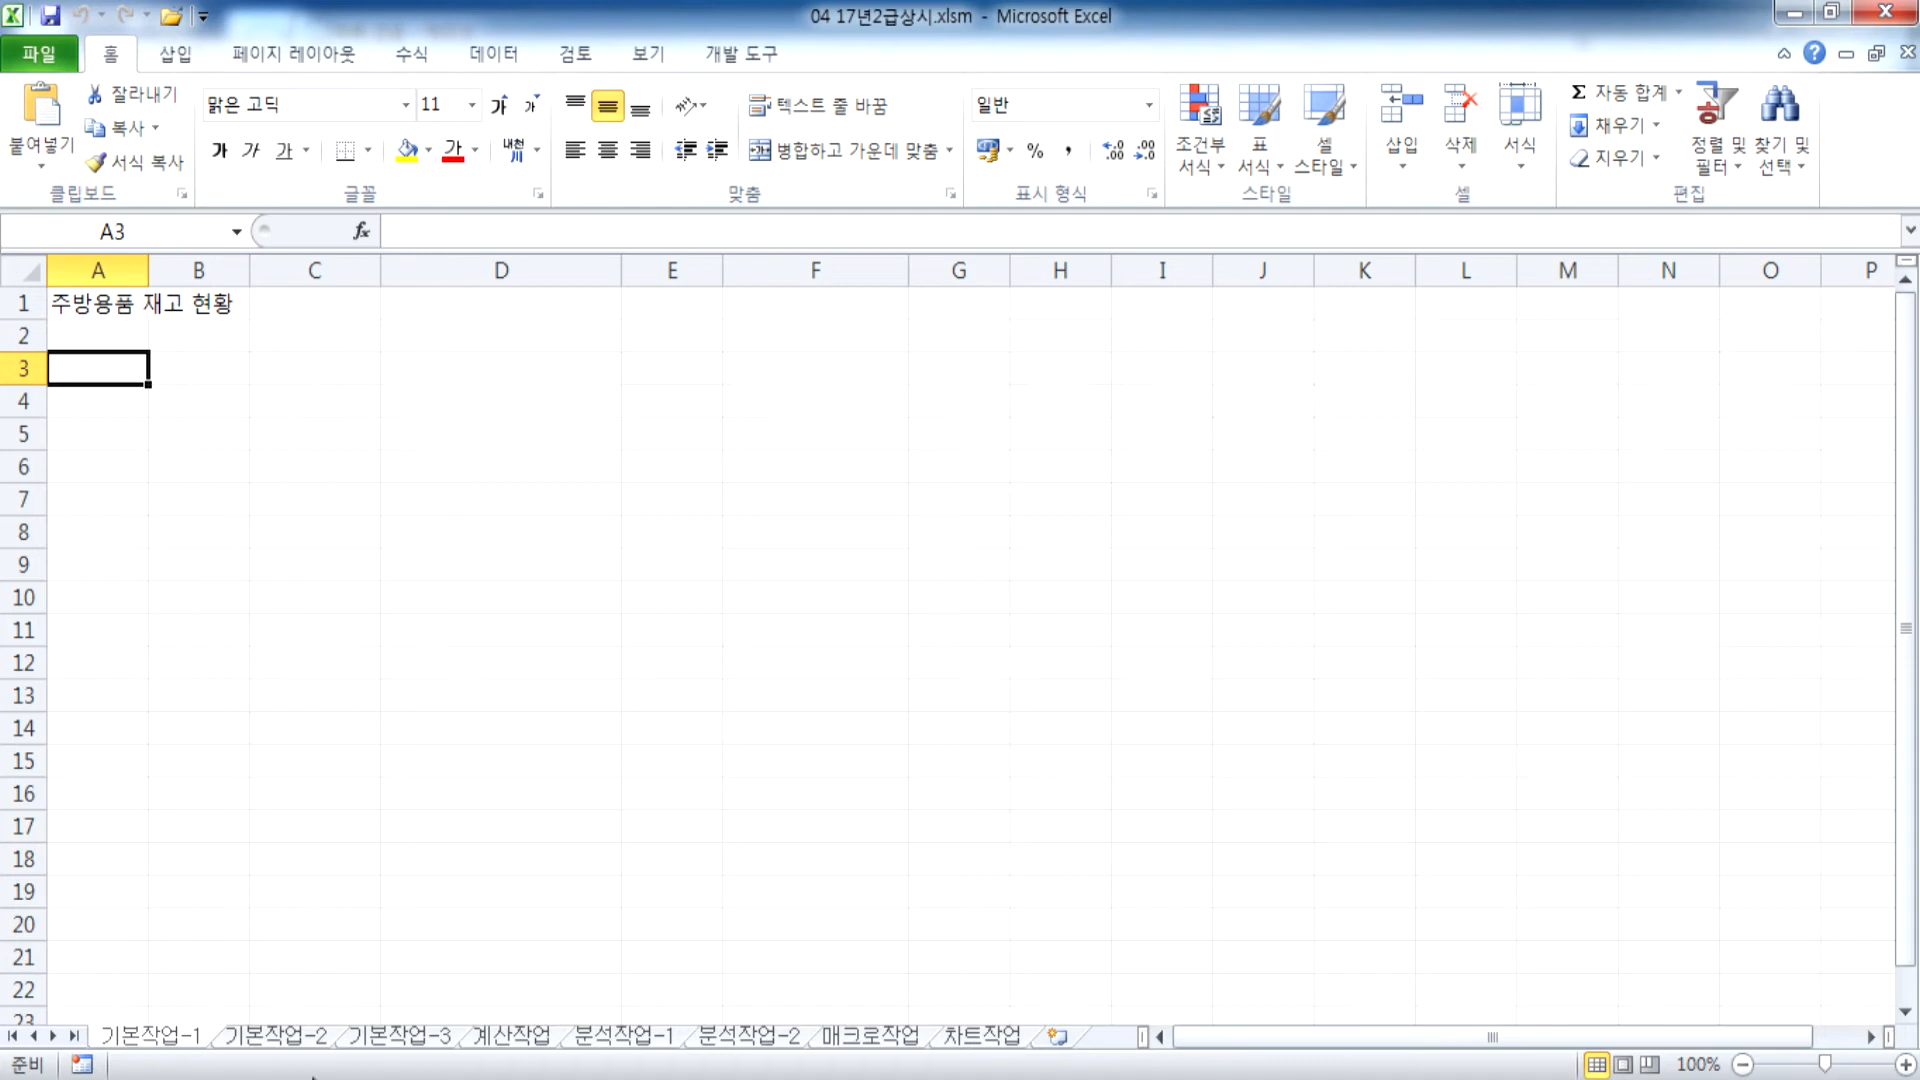 04 17년2급상시.xlsm - Microsoft Excel
파일 홈 삽입 페이지 레이아웃 수식 데이터 검토 보기 개발 도구
붙여넣기 잘라내기 복사 서식 복사
클립보드
맑은 고딕 11
가 가 가 가 내천
글꼴
텍스트 줄 바꿈
병합하고 가운데 맞춤
맞춤
일반
% , .00 .00
표시 형식
조건부 서식 표 서식 셀 스타일
스타일
삽입 삭제 서식
셀
Σ 자동 합계
채우기
지우기
정렬 및 필터 찾기 및 선택
편집
A3 fx
A B C D E F G H I J K L M N O P
1 주방용품 재고 현황
2
3
4
5
6
7
8
9
10
11
12
13
14
15
16
17
18
19
20
21
22
23
기본작업-1 기본작업-2 기본작업-3 계산작업 분석작업-1 분석작업-2 매크로작업 차트작업
준비 100%